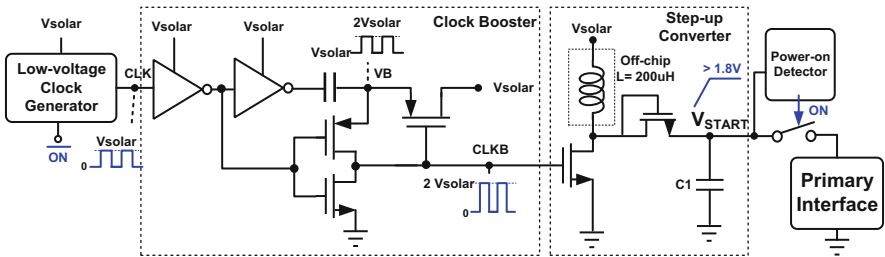 Vsolar
Low-voltage
Clock
Generator
ON
CLK
Vsolar
0
Clock Booster
Vsolar
Vsolar
2Vsolar
Vsolar
VB
Vsolar
CLKB
2 Vsolar
0
Step-up
Converter
Vsolar
Off-chip
L= 200uH
> 1.8V
VSTART
C1
Power-on
Detector
ON
Primary
Interface